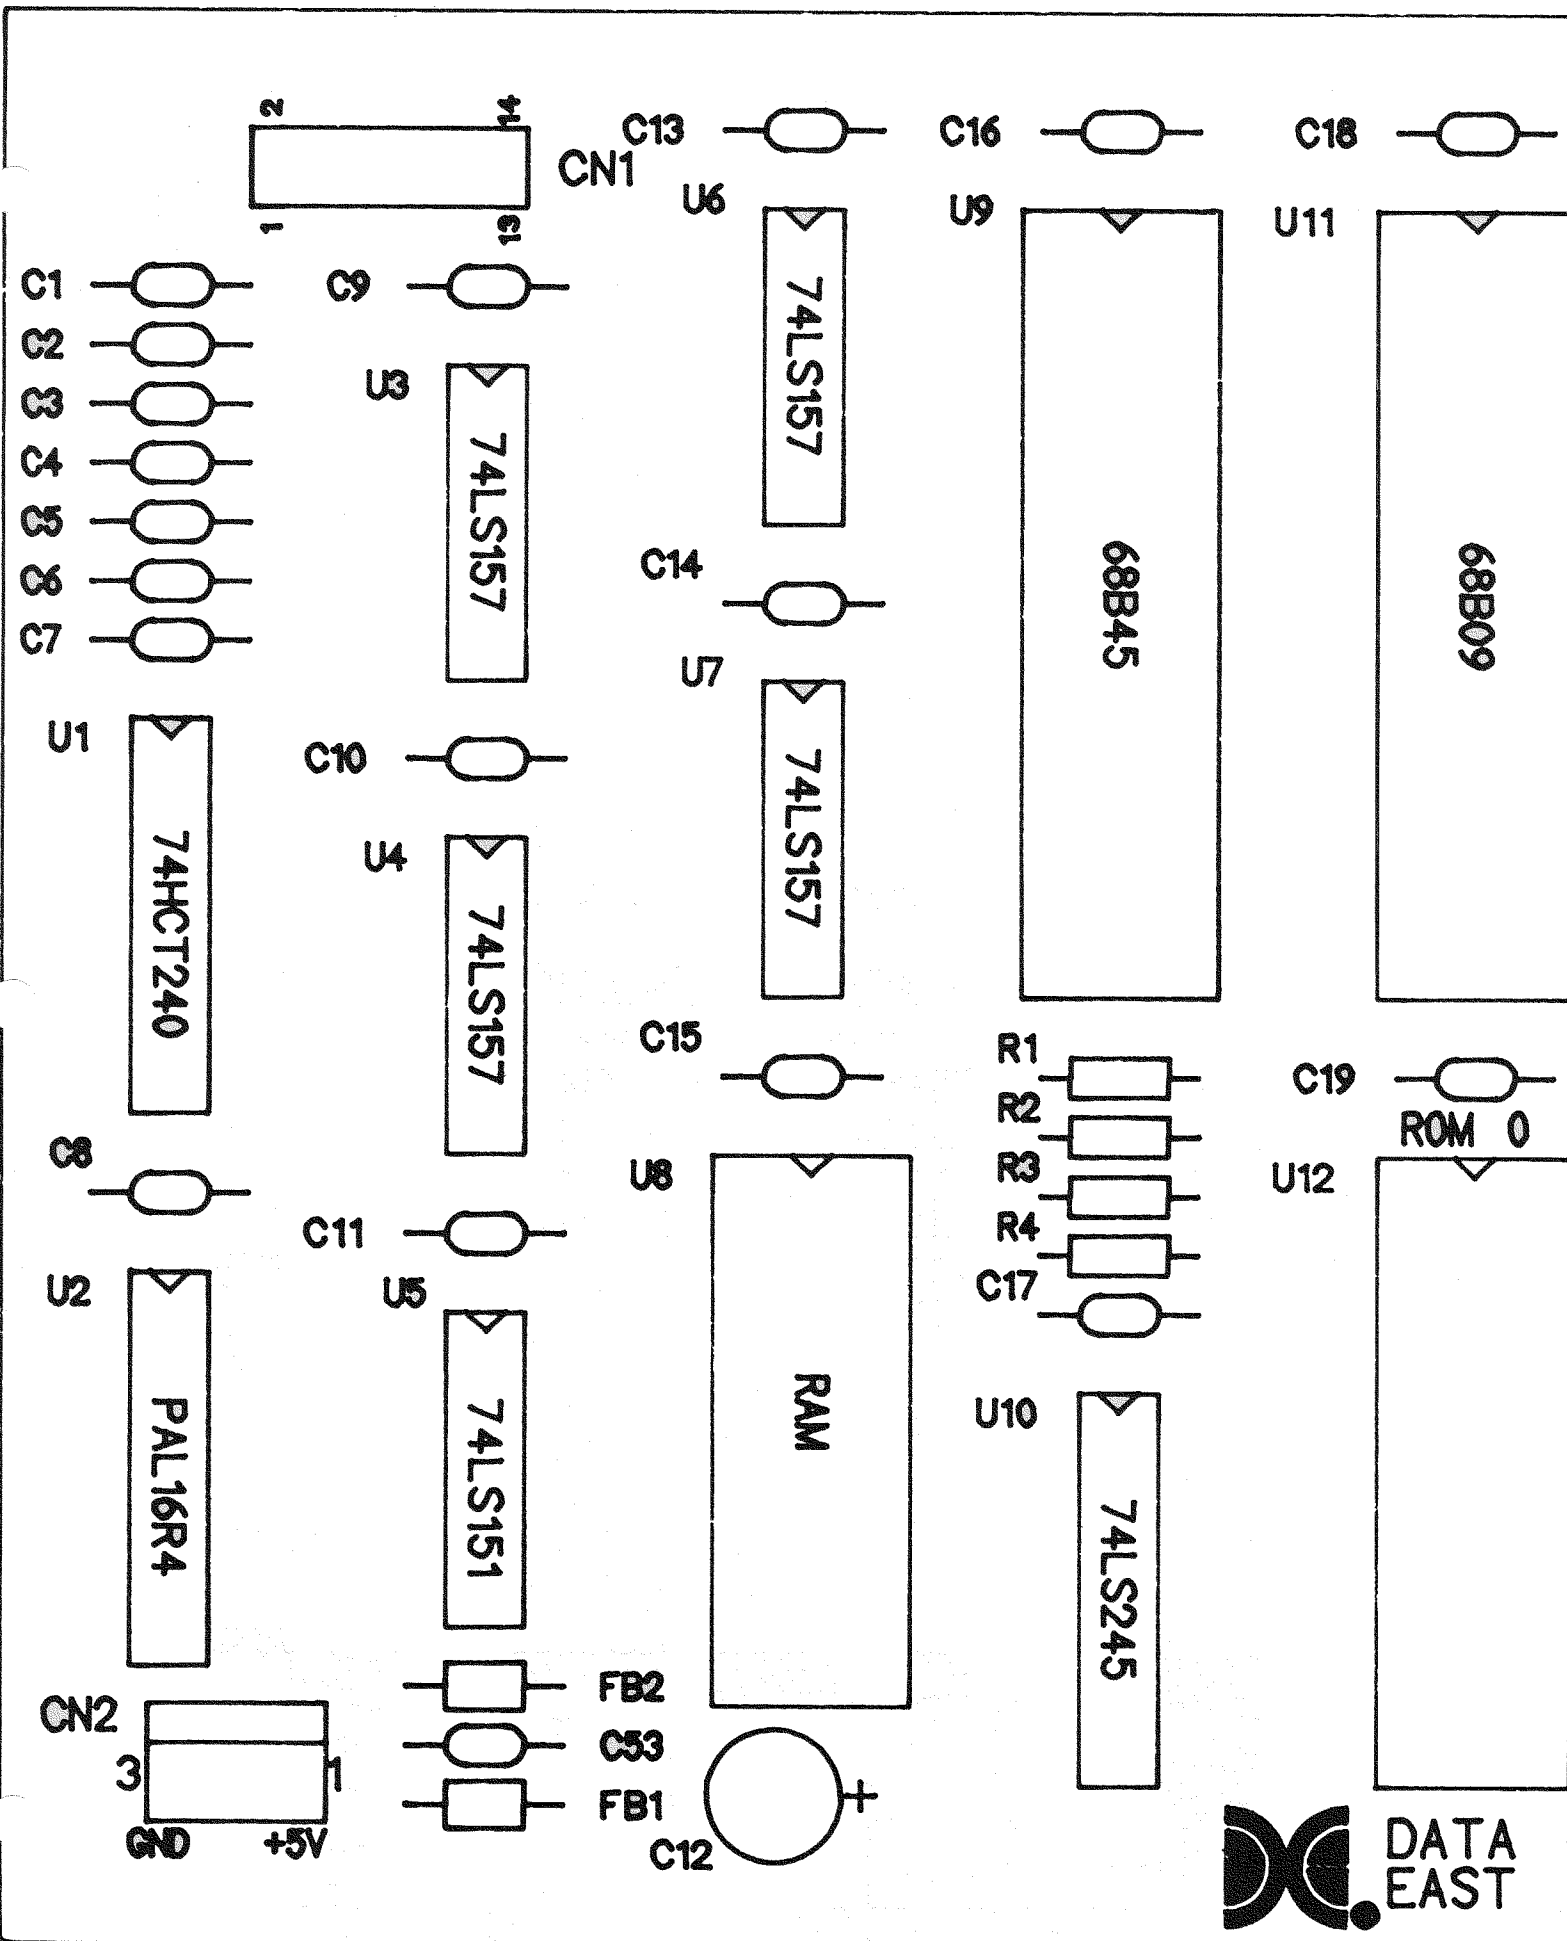 2
14
CN1
1
13
C13
C16
C18
U6
U9
U11
C1
C9
74LS157
C2
U3
C3
C4
74LS157
C5
C6
C14
68B45
68B09
C7
U7
U1
C10
74LS157
74HCT240
U4
74LS157
C15
R1
C19
R2
ROM 0
C8
U8
R3
U12
C11
R4
U2
U5
C17
RAM
U10
PAL16R4
74LS151
74LS245
FB2
CN2
C53
3
1
FB1
GND
+5V
C12
+
DATA
EAST